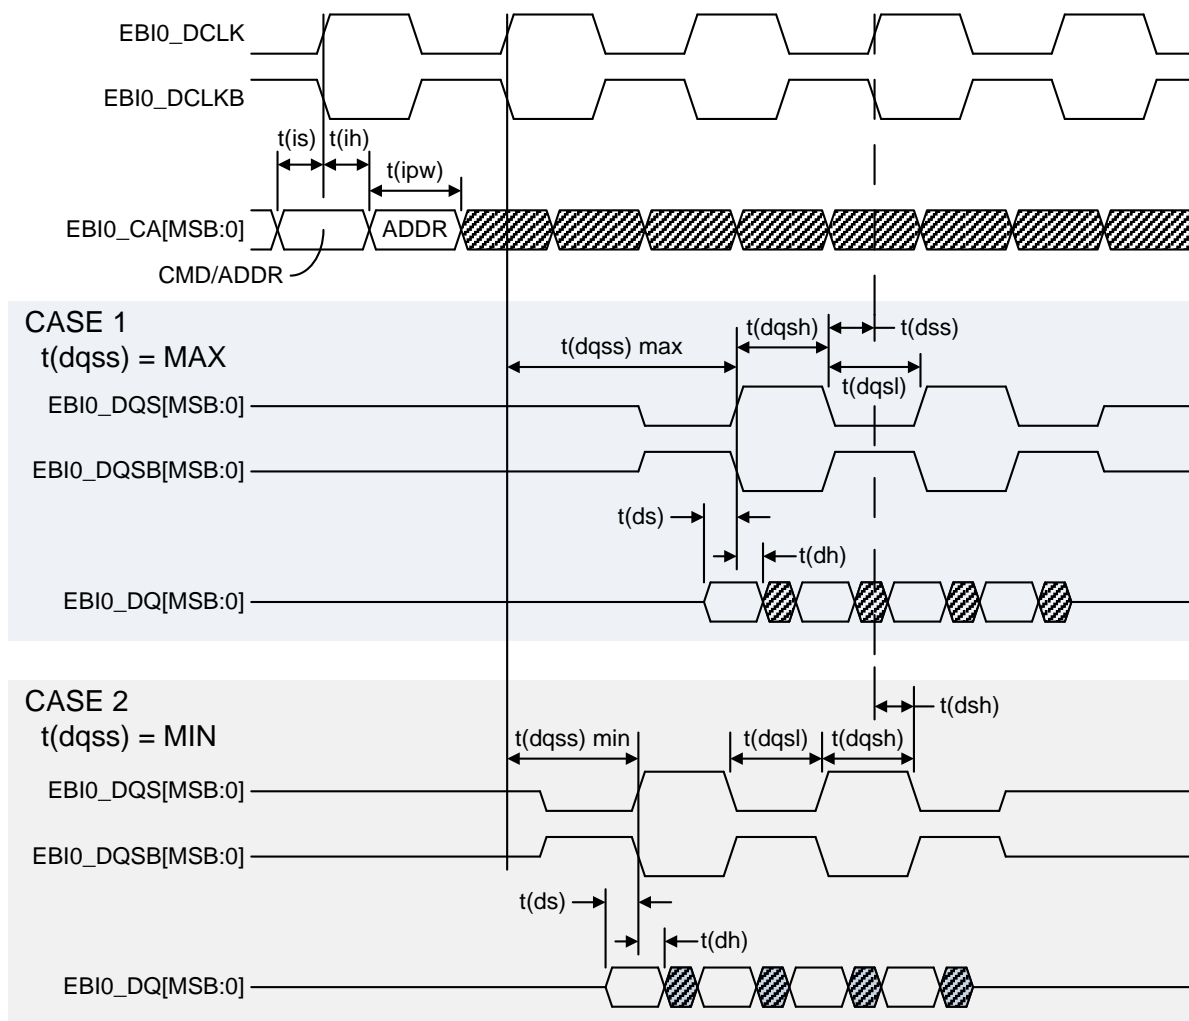 EBI0_DCLK
EBI0_DCLKB
t(is)
t(ih)
t(ipw)
EBI0_CA[MSB:0]
ADDR
CMD/ADDR
CASE 1
t(dqss) = MAX
t(dqss) max
t(dqsh)
t(dss)
t(dqsl)
EBI0_DQS[MSB:0]
EBI0_DQSB[MSB:0]
t(ds)
t(dh)
EBI0_DQ[MSB:0]
CASE 2
t(dqss) = MIN
t(dsh)
t(dqss) min
t(dqsl)
t(dqsh)
EBI0_DQS[MSB:0]
EBI0_DQSB[MSB:0]
t(ds)
t(dh)
EBI0_DQ[MSB:0]